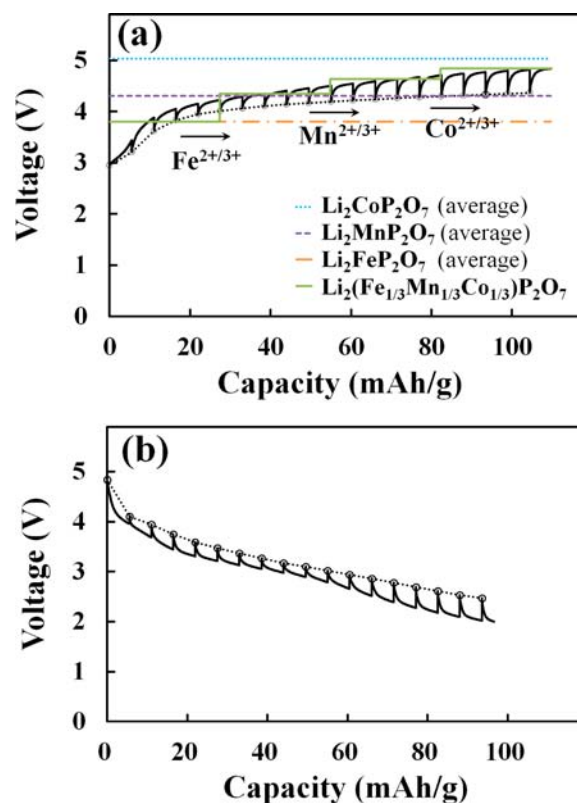 (a)
Voltage (V)
5
4
3
2
1
0
Fe2+/3+
Mn2+/3+
Co2+/3+
Li2CoP2O7 (average)
Li2MnP2O7 (average)
Li2FeP2O7 (average)
Li2(Fe1/3Mn1/3Co1/3)P2O7
0 20 40 60 80 100
Capacity (mAh/g)
(b)
Voltage (V)
5
4
3
2
1
0
0 20 40 60 80 100
Capacity (mAh/g)